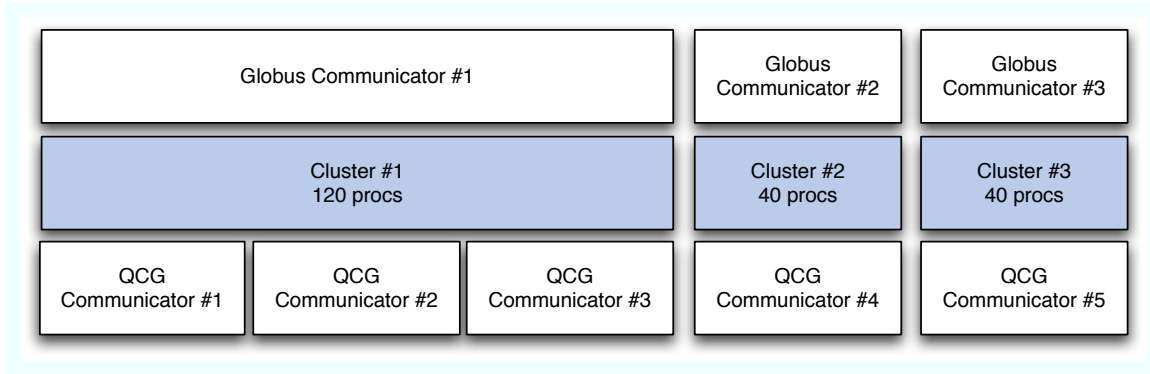 Globus Communicator #1
Globus
Communicator #2
Globus
Communicator #3
Cluster #1
120 procs
Cluster #2
40 procs
Cluster #3
40 procs
QCG
Communicator #1
QCG
Communicator #2
QCG
Communicator #3
QCG
Communicator #4
QCG
Communicator #5